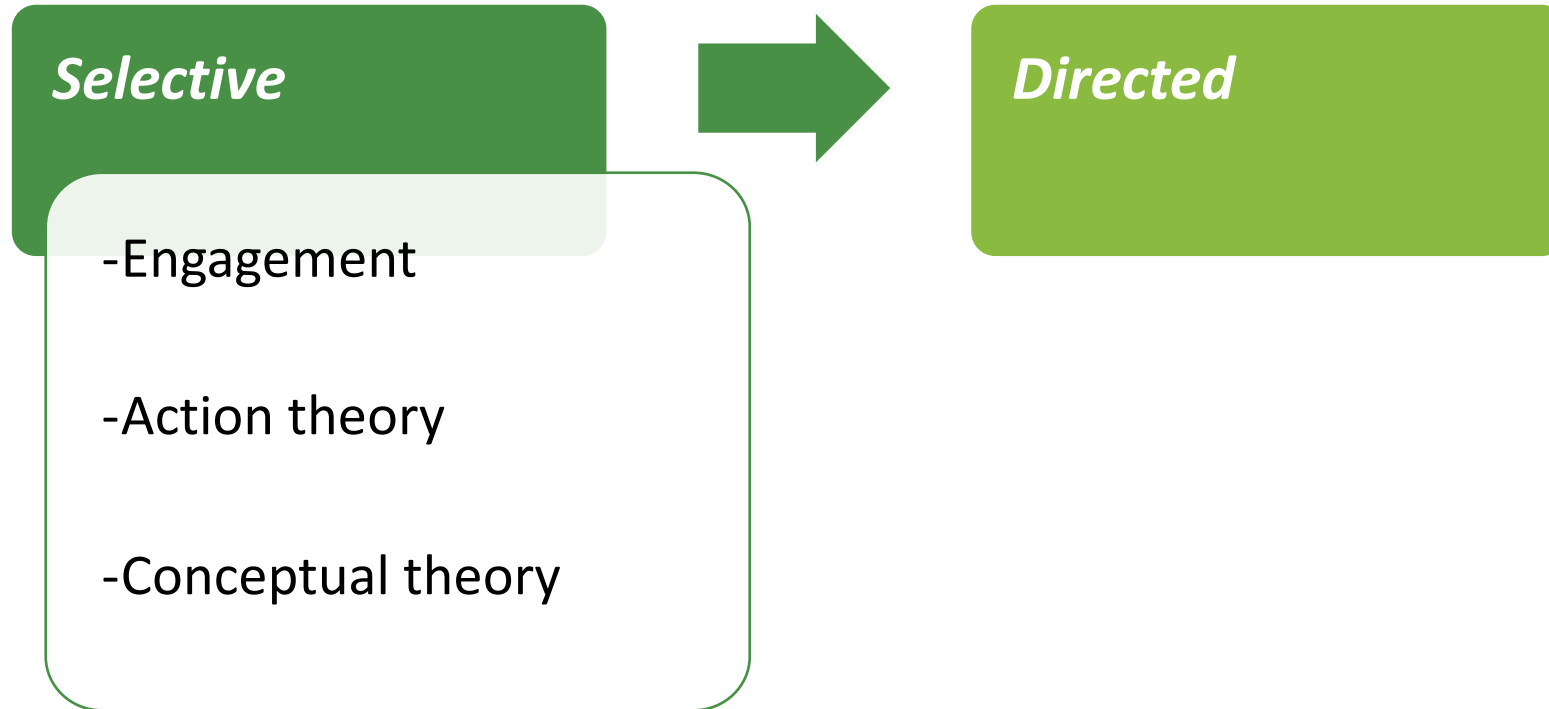 Selective
Directed
-Engagement
-Action theory
-Conceptual theory